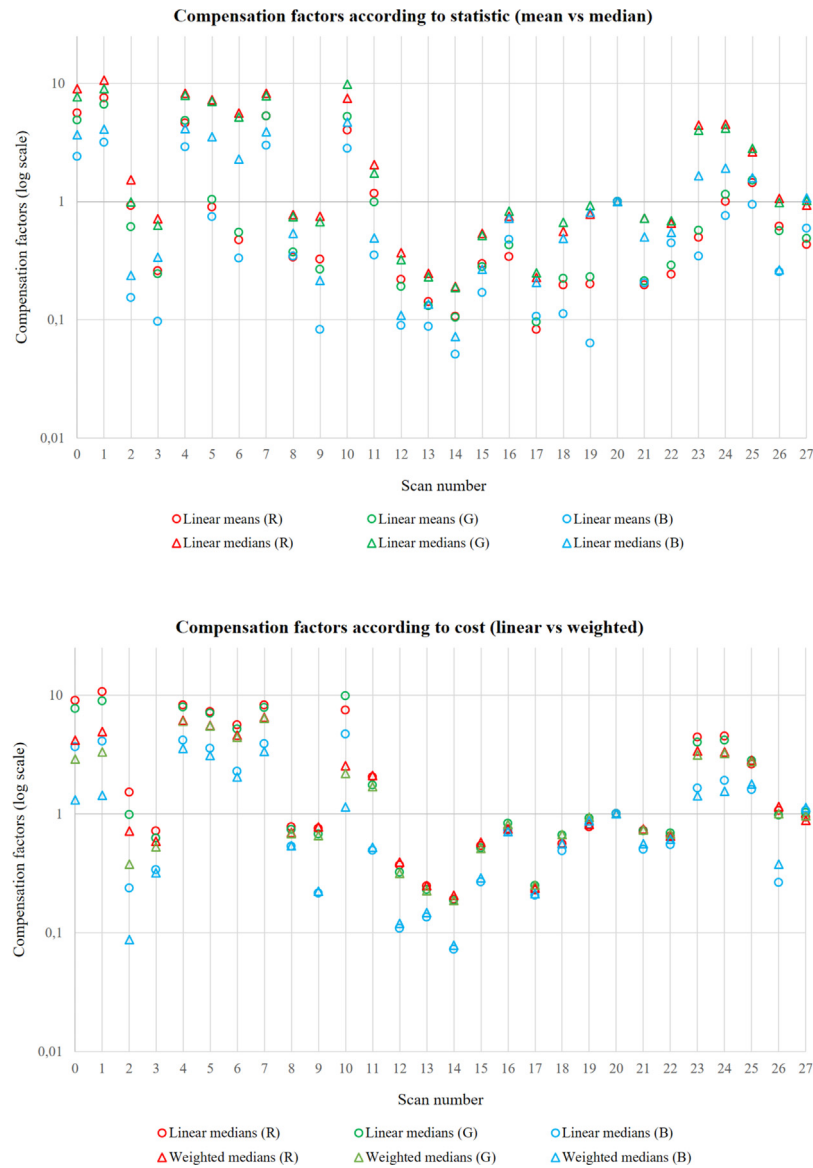 Compensation factors according to statistic (mean vs median)
Compensation factors (log scale)
10
1
0,1
0,01
0 1 2 3 4 5 6 7 8 9 10 11 12 13 14 15 16 17 18 19 20 21 22 23 24 25 26 27
Scan number
Linear means (R) Linear means (G) Linear means (B)
Linear medians (R) Linear medians (G) Linear medians (B)
Compensation factors according to cost (linear vs weighted)
Compensation factors (log scale)
10
1
0,1
0,01
0 1 2 3 4 5 6 7 8 9 10 11 12 13 14 15 16 17 18 19 20 21 22 23 24 25 26 27
Scan number
Linear medians (R) Linear medians (G) Linear medians (B)
Weighted medians (R) Weighted medians (G) Weighted medians (B)